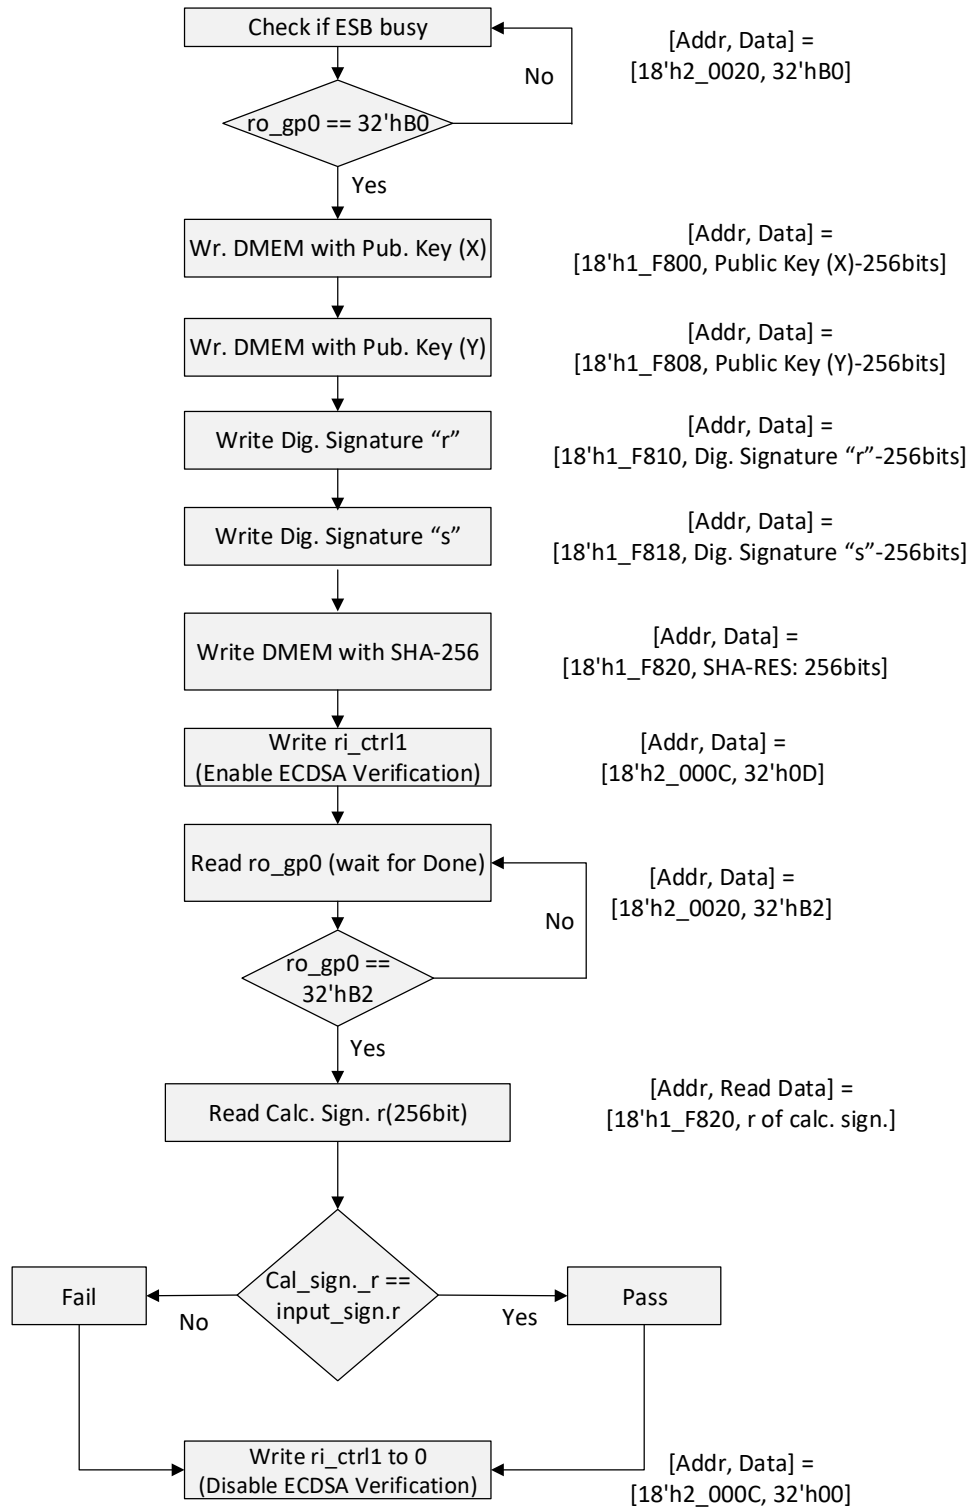 Check if ESB busy
[Addr, Data] =
[18'h2_0020, 32'hB0]
No
ro_gp0 == 32'hB0
Yes
Wr. DMEM with Pub. Key (X)
[Addr, Data] =
[18'h1_F800, Public Key (X)-256bits]
Wr. DMEM with Pub. Key (Y)
[Addr, Data] =
[18'h1_F808, Public Key (Y)-256bits]
Write Dig. Signature “r”
[Addr, Data] =
[18'h1_F810, Dig. Signature “r”-256bits]
Write Dig. Signature “s”
[Addr, Data] =
[18'h1_F818, Dig. Signature “s”-256bits]
Write DMEM with SHA-256
[Addr, Data] =
[18'h1_F820, SHA-RES: 256bits]
Write ri_ctrl1
(Enable ECDSA Verification)
[Addr, Data] =
[18'h2_000C, 32'h0D]
Read ro_gp0 (wait for Done)
[Addr, Data] =
[18'h2_0020, 32'hB2]
No
ro_gp0 ==
32'hB2
Yes
Read Calc. Sign. r(256bit)
[Addr, Read Data] =
[18'h1_F820, r of calc. sign.]
Cal_sign._r ==
input_sign.r
Fail
No
Yes
Pass
Write ri_ctrl1 to 0
(Disable ECDSA Verification)
[Addr, Data] =
[18'h2_000C, 32'h00]